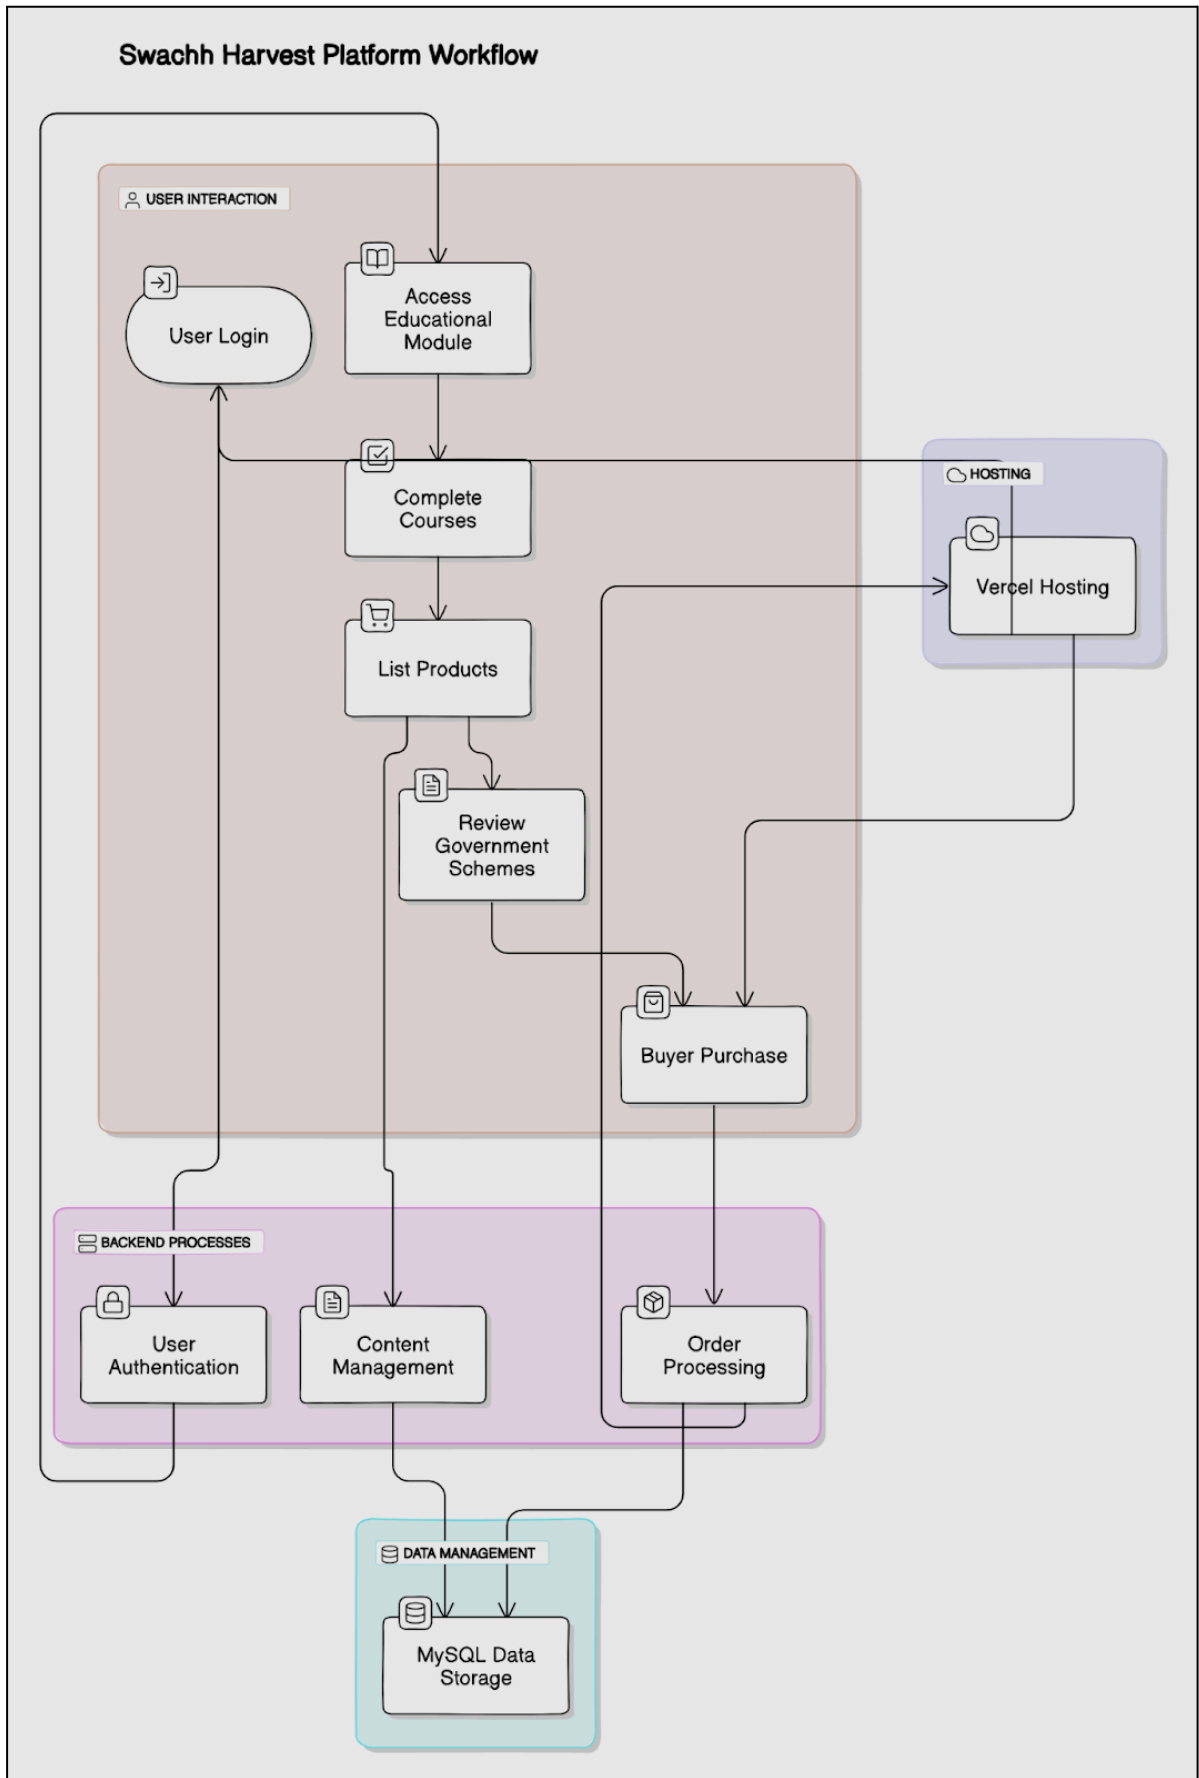 Swachh Harvest Platform Workflow
USER INTERACTION
User Login
Access
Educational
Module
Complete
Courses
HOSTING
Vercel Hosting
List Products
Review
Government
Schemes
Buyer Purchase
BACKEND PROCESSES
User
Authentication
Content
Management
Order
Processing
DATA MANAGEMENT
MySQL Data
Storage